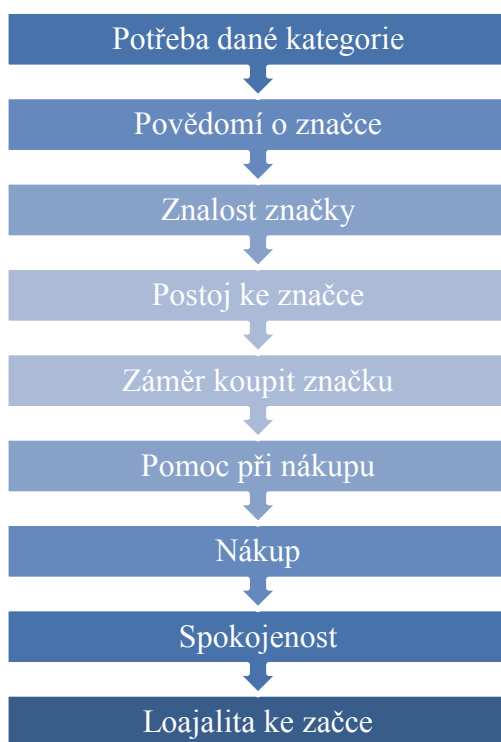 Potřeba dané kategorie
Povědomí o značce
Znalost značky
Postoj ke značce
Záměr koupit značku
Pomoc při nákupu
Nákup
Spokojenost
Loajalita ke začce